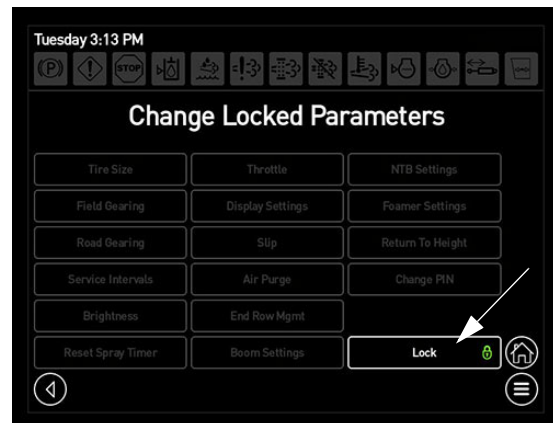 Tuesday 3:13 PM
P STOP
Change Locked Parameters
Tire Size Throttle NTB Settings
Field Gearing Display Settings Foamer Settings
Road Gearing Slip Return To Height
Service Intervals Air Purge Change PIN
Brightness End Row Mgmt
Reset Spray Timer Boom Settings Lock